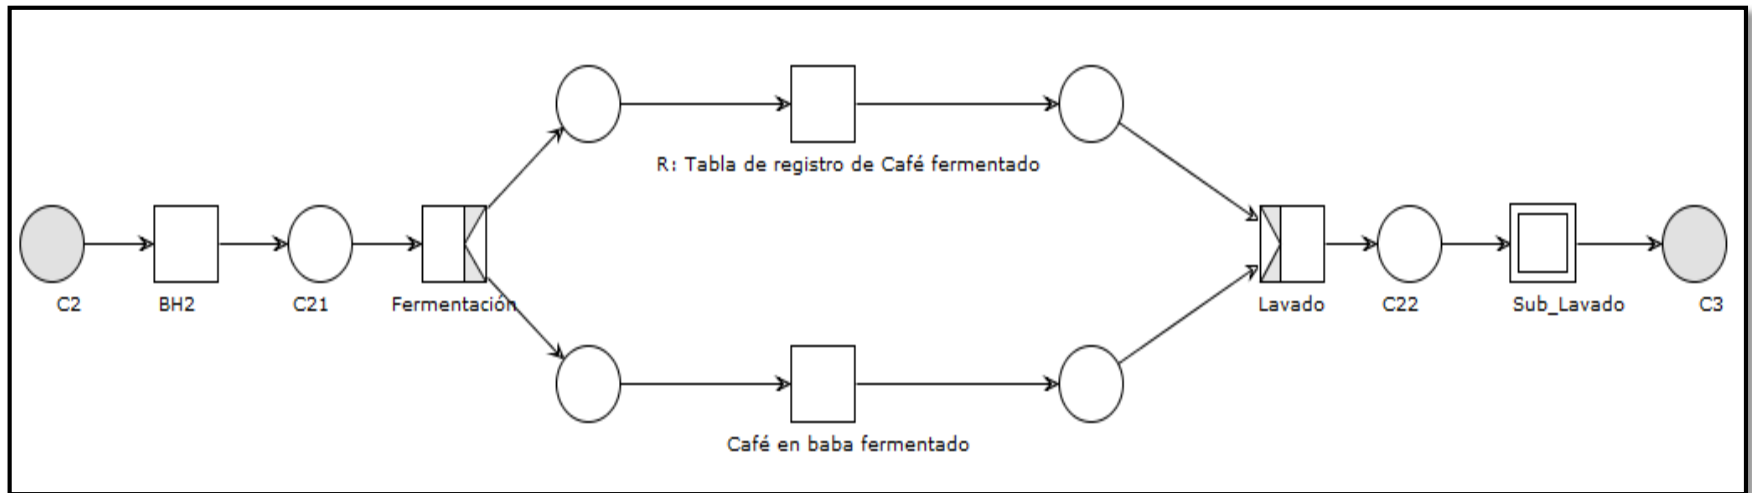 R: Tabla de registro de Café fermentado
C2
BH2
C21
Fermentación
Lavado
C22
Sub_Lavado
C3
Café en baba fermentado